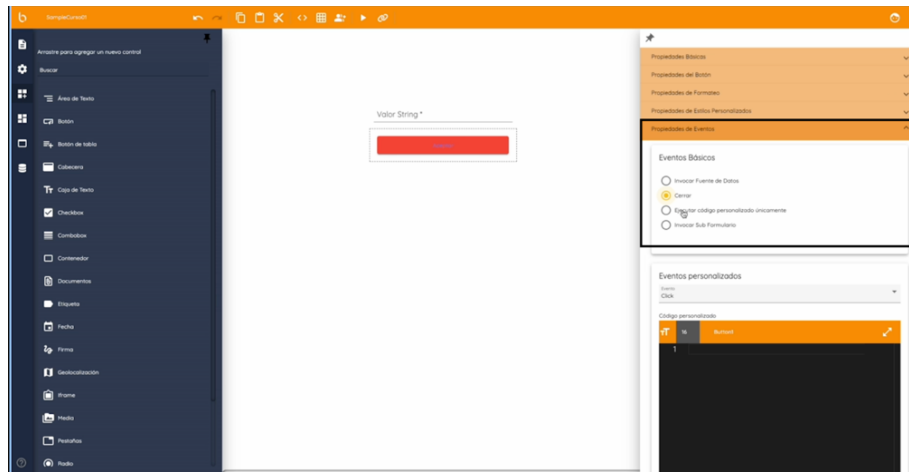 SampleCurso01
Arrastre para agregar un nuevo control
Buscar
Área de Texto
Botón
Botón de tabla
Cabecera
Caja de Texto
Checkbox
Combobox
Contenedor
Documentos
Etiqueta
Fecha
Firma
Geolocalización
Iframe
Media
Pestañas
Radio
Valor String *
Propiedades Básicas
Propiedades del Botón
Propiedades de Formateo
Propiedades de Estilos Personalizados
Propiedades de Eventos
Eventos Básicos
Invocar Fuente de Datos
Cerrar
Ejecutar código personalizado únicamente
Invocar Sub Formulario
Eventos personalizados
Evento
Click
Código personalizado
1